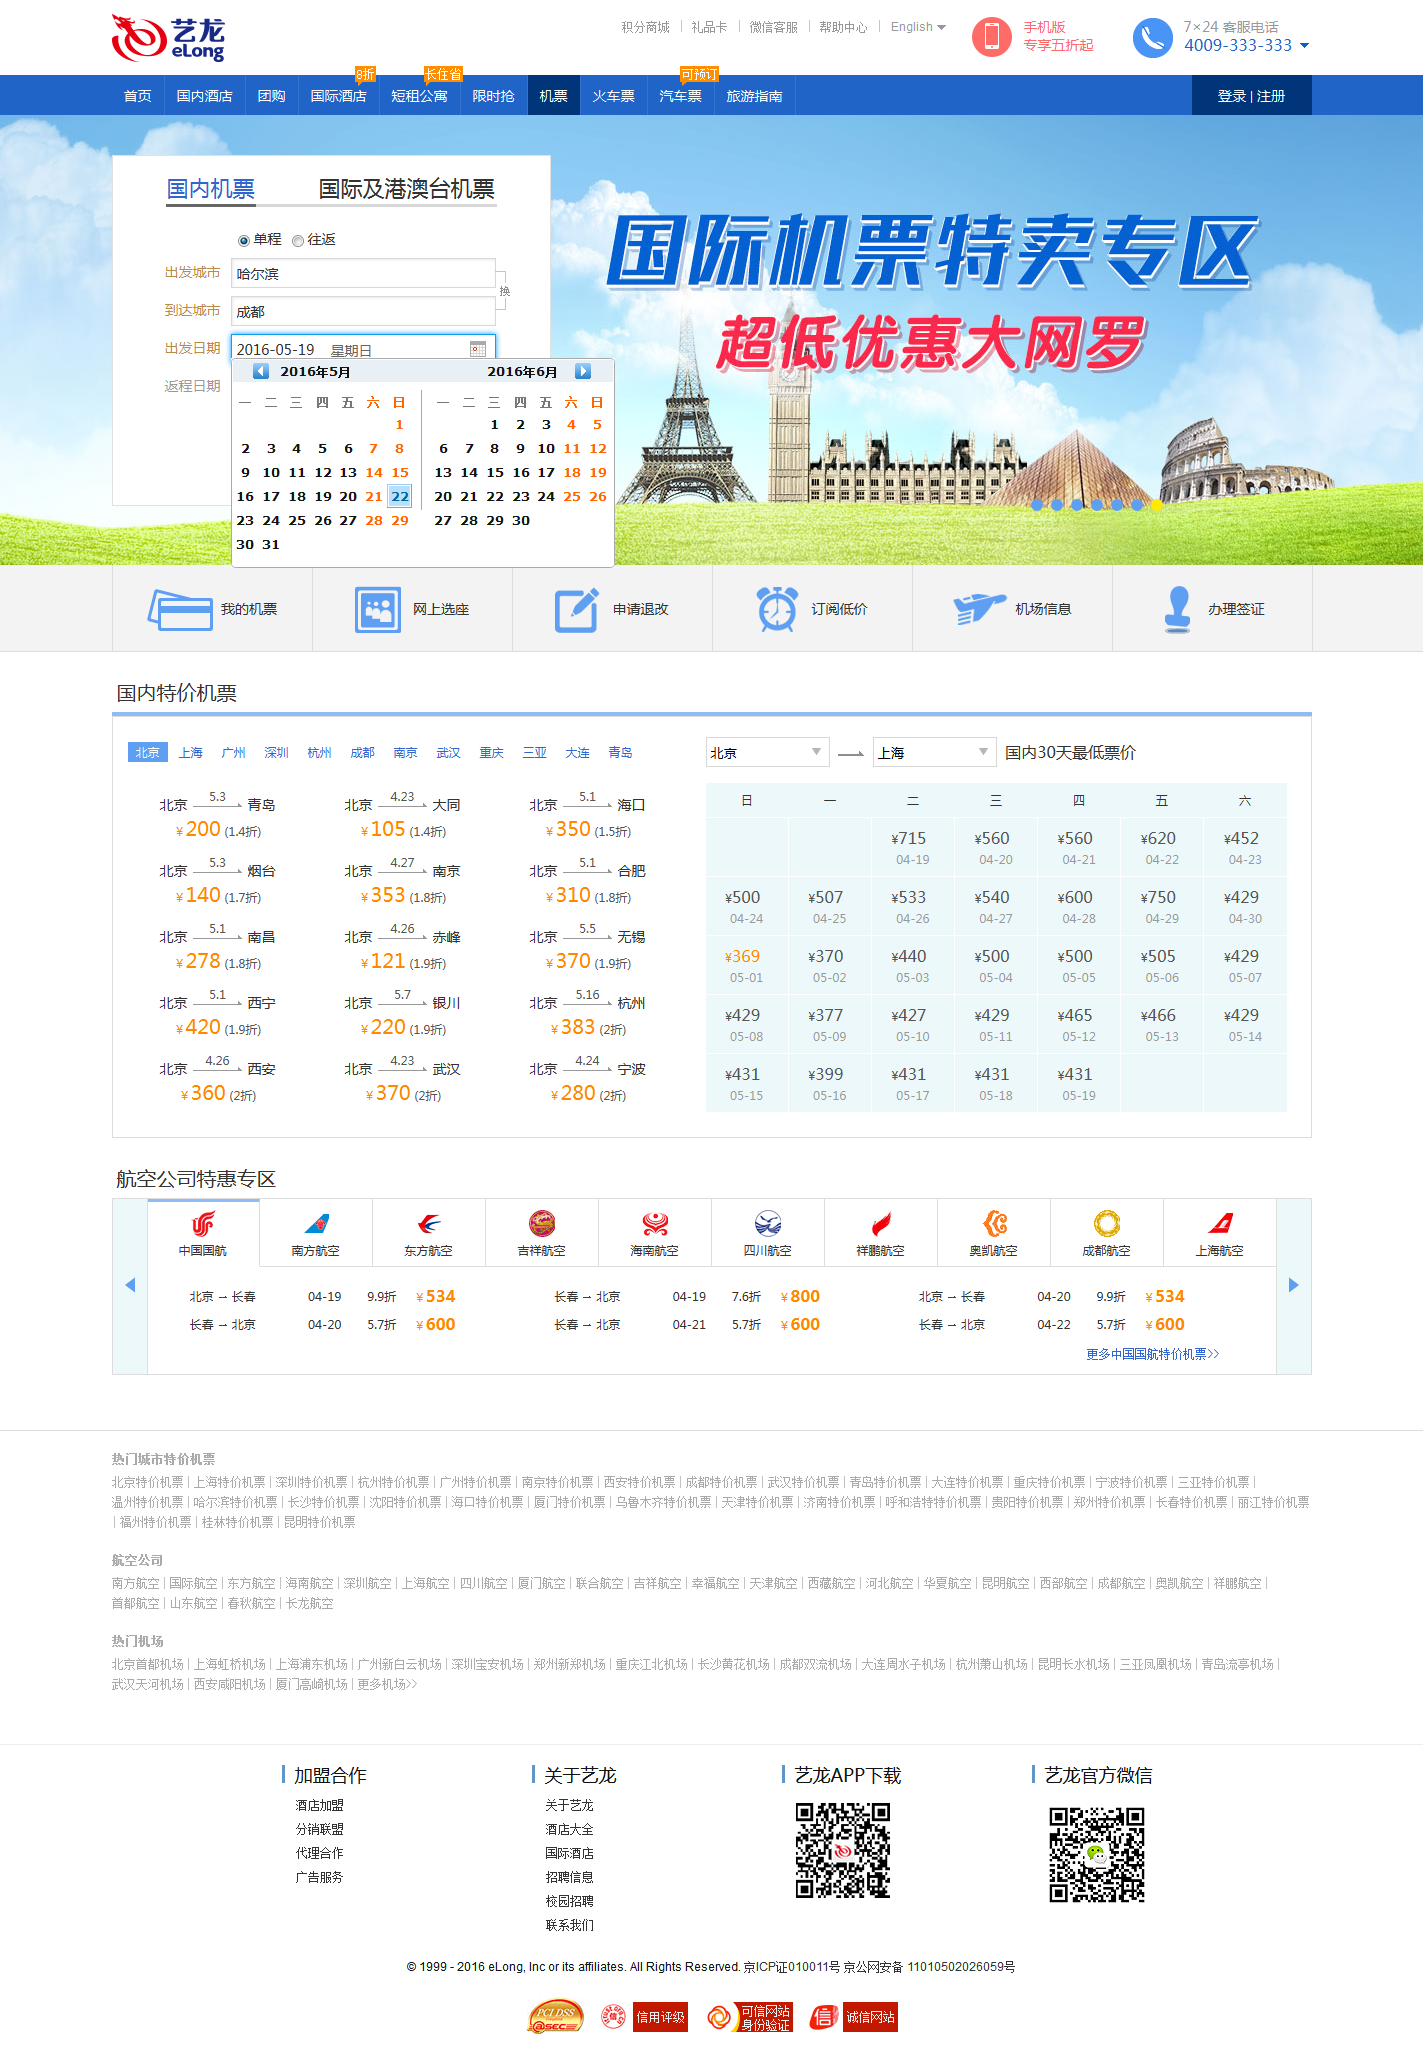 艺龙
eLong
积分商城 礼品卡 微信客服 帮助中心 English
手机版
专享五折起
7×24 客服电话
4009-333-333
8折 长住省 可预订
首页 国内酒店 团购 国际酒店 短租公寓 限时抢 机票 火车票 汽车票 旅游指南 登录 | 注册
国内机票 国际及港澳台机票
单程 往返
出发城市 哈尔滨
换
到达城市 成都
出发日期 2016-05-19 星期日
返程日期
2016年5月 2016年6月
一 二 三 四 五 六 日 一 二 三 四 五 六 日
1 1 2 3 4 5
2 3 4 5 6 7 8 6 7 8 9 10 11 12
9 10 11 12 13 14 15 13 14 15 16 17 18 19
16 17 18 19 20 21 22 20 21 22 23 24 25 26
23 24 25 26 27 28 29 27 28 29 30
30 31
国际机票特卖专区
超低优惠大网罗
我的机票 网上选座 申请退改 订阅低价 机场信息 办理签证
国内特价机票
北京 上海 广州 深圳 杭州 成都 南京 武汉 重庆 三亚 大连 青岛
北京 5.3 青岛 北京 4.23 大同 北京 5.1 海口
¥200 (1.4折) ¥105 (1.4折) ¥350 (1.5折)
北京 5.3 烟台 北京 4.27 南京 北京 5.1 合肥
¥140 (1.7折) ¥353 (1.8折) ¥310 (1.8折)
北京 5.1 南昌 北京 4.26 赤峰 北京 5.5 无锡
¥278 (1.8折) ¥121 (1.9折) ¥370 (1.9折)
北京 5.1 西宁 北京 5.7 银川 北京 5.16 杭州
¥420 (1.9折) ¥220 (1.9折) ¥383 (2折)
北京 4.26 西安 北京 4.23 武汉 北京 4.24 宁波
¥360 (2折) ¥370 (2折) ¥280 (2折)
北京 上海 国内30天最低票价
日 一 二 三 四 五 六
¥715 ¥560 ¥560 ¥620 ¥452
04-19 04-20 04-21 04-22 04-23
¥500 ¥507 ¥533 ¥540 ¥600 ¥750 ¥429
04-24 04-25 04-26 04-27 04-28 04-29 04-30
¥369 ¥370 ¥440 ¥500 ¥500 ¥505 ¥429
05-01 05-02 05-03 05-04 05-05 05-06 05-07
¥429 ¥377 ¥427 ¥429 ¥465 ¥466 ¥429
05-08 05-09 05-10 05-11 05-12 05-13 05-14
¥431 ¥399 ¥431 ¥431 ¥431
05-15 05-16 05-17 05-18 05-19
航空公司特惠专区
中国国航 南方航空 东方航空 吉祥航空 海南航空 四川航空 祥鹏航空 奥凯航空 成都航空 上海航空
北京 → 长春 04-19 9.9折 ¥534 长春 → 北京 04-19 7.6折 ¥800 北京 → 长春 04-20 9.9折 ¥534
长春 → 北京 04-20 5.7折 ¥600 长春 → 北京 04-21 5.7折 ¥600 长春 → 北京 04-22 5.7折 ¥600
更多中国国航特价机票>>
热门城市特价机票
北京特价机票 | 上海特价机票 | 深圳特价机票 | 杭州特价机票 | 广州特价机票 | 南京特价机票 | 西安特价机票 | 成都特价机票 | 武汉特价机票 | 青岛特价机票 | 大连特价机票 | 重庆特价机票 | 宁波特价机票 | 三亚特价机票 |
温州特价机票 | 哈尔滨特价机票 | 长沙特价机票 | 沈阳特价机票 | 海口特价机票 | 厦门特价机票 | 乌鲁木齐特价机票 | 天津特价机票 | 济南特价机票 | 呼和浩特特价机票 | 贵阳特价机票 | 郑州特价机票 | 长春特价机票 | 丽江特价机票
| 福州特价机票 | 桂林特价机票 | 昆明特价机票
航空公司
南方航空 | 国际航空 | 东方航空 | 海南航空 | 深圳航空 | 上海航空 | 四川航空 | 厦门航空 | 联合航空 | 吉祥航空 | 幸福航空 | 天津航空 | 西藏航空 | 河北航空 | 华夏航空 | 昆明航空 | 西部航空 | 成都航空 | 奥凯航空 | 祥鹏航空 |
首都航空 | 山东航空 | 春秋航空 | 长龙航空
热门机场
北京首都机场 | 上海虹桥机场 | 上海浦东机场 | 广州新白云机场 | 深圳宝安机场 | 郑州新郑机场 | 重庆江北机场 | 长沙黄花机场 | 成都双流机场 | 大连周水子机场 | 杭州萧山机场 | 昆明长水机场 | 三亚凤凰机场 | 青岛流亭机场 |
武汉天河机场 | 西安咸阳机场 | 厦门高崎机场 | 更多机场>>
加盟合作 关于艺龙 艺龙APP下载 艺龙官方微信
酒店加盟 关于艺龙
分销联盟 酒店大全
代理合作 国际酒店
广告服务 招聘信息
校园招聘
联系我们
© 1999 - 2016 eLong, Inc or its affiliates. All Rights Reserved. 京ICP证010011号 京公网安备 11010502026059号
PCI,DSS
@SEC
信 信用评级 可信网站 信 诚信网站
身份验证